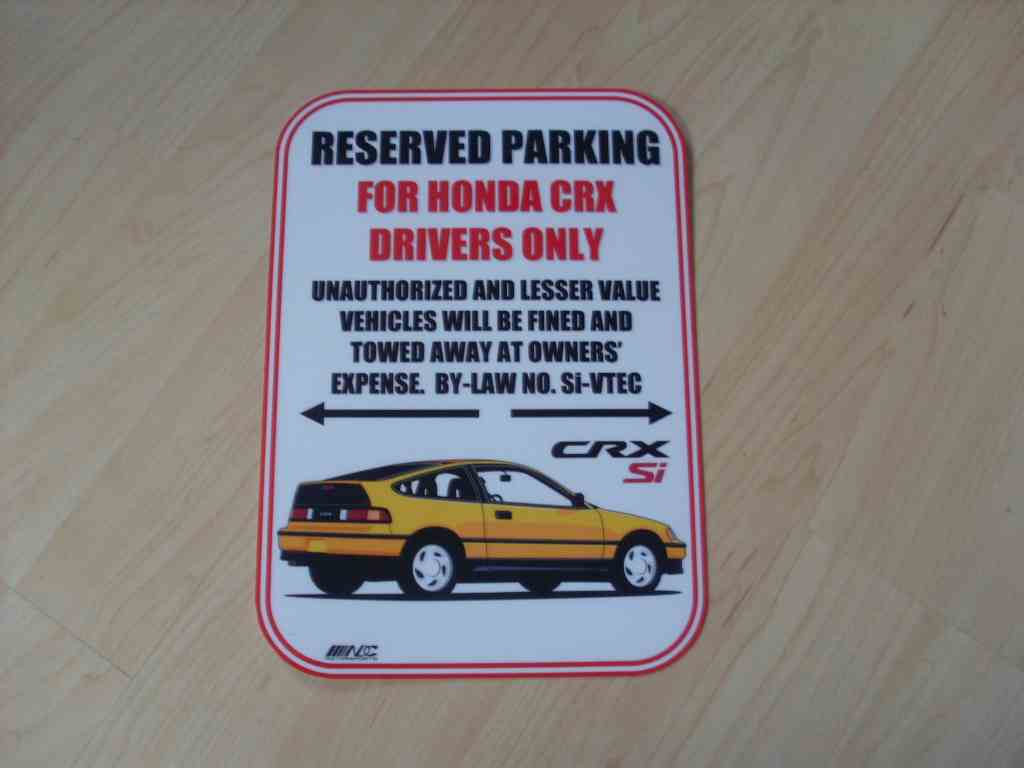 RESERVED PARKING
FOR HONDA CRX
DRIVERS ONLY
UNAUTHORIZED AND LESSER VALUE
VEHICLES WILL BE FINED AND
TOWED AWAY AT OWNERS'
EXPENSE. BY-LAW NO. Si-VTEC
CRX
Si